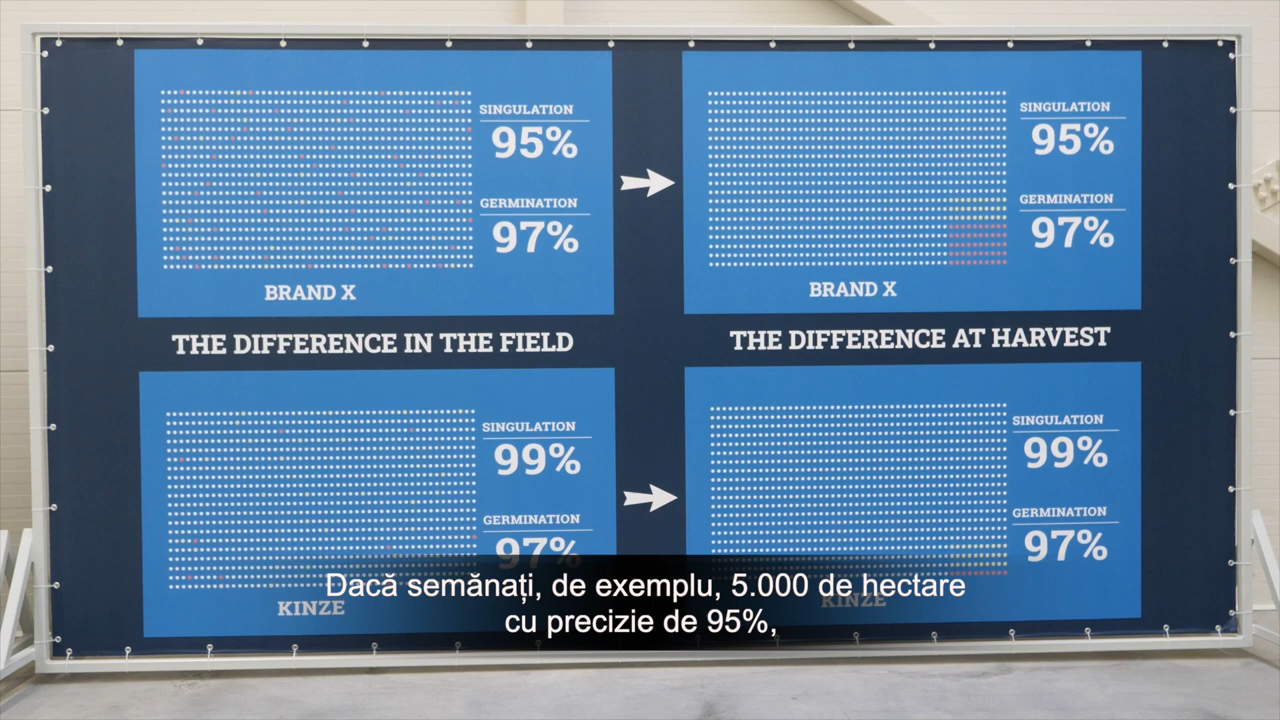 SINGULATION
95%
GERMINATION
97%
BRAND X
SINGULATION
95%
GERMINATION
97%
BRAND X
THE DIFFERENCE IN THE FIELD
THE DIFFERENCE AT HARVEST
SINGULATION
99%
GERMINATION
97%
KINZE
SINGULATION
99%
GERMINATION
97%
KINZE
Dacă semănați, de exemplu, 5.000 de hectare
cu precizie de 95%,